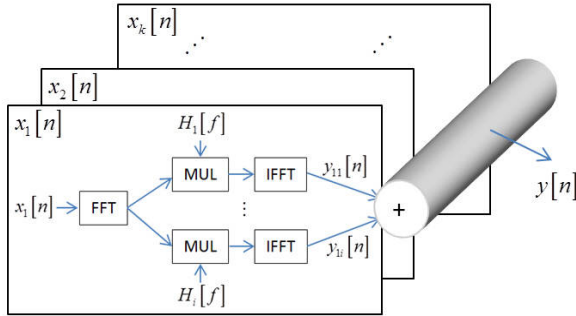 x_k[n]
⋰ ⋰
x_2[n]
x_1[n]
H_1[f]
MUL
IFFT
y_11[n]
x_1[n]
FFT
⋮
+
y[n]
MUL
IFFT
y_1i[n]
H_i[f]